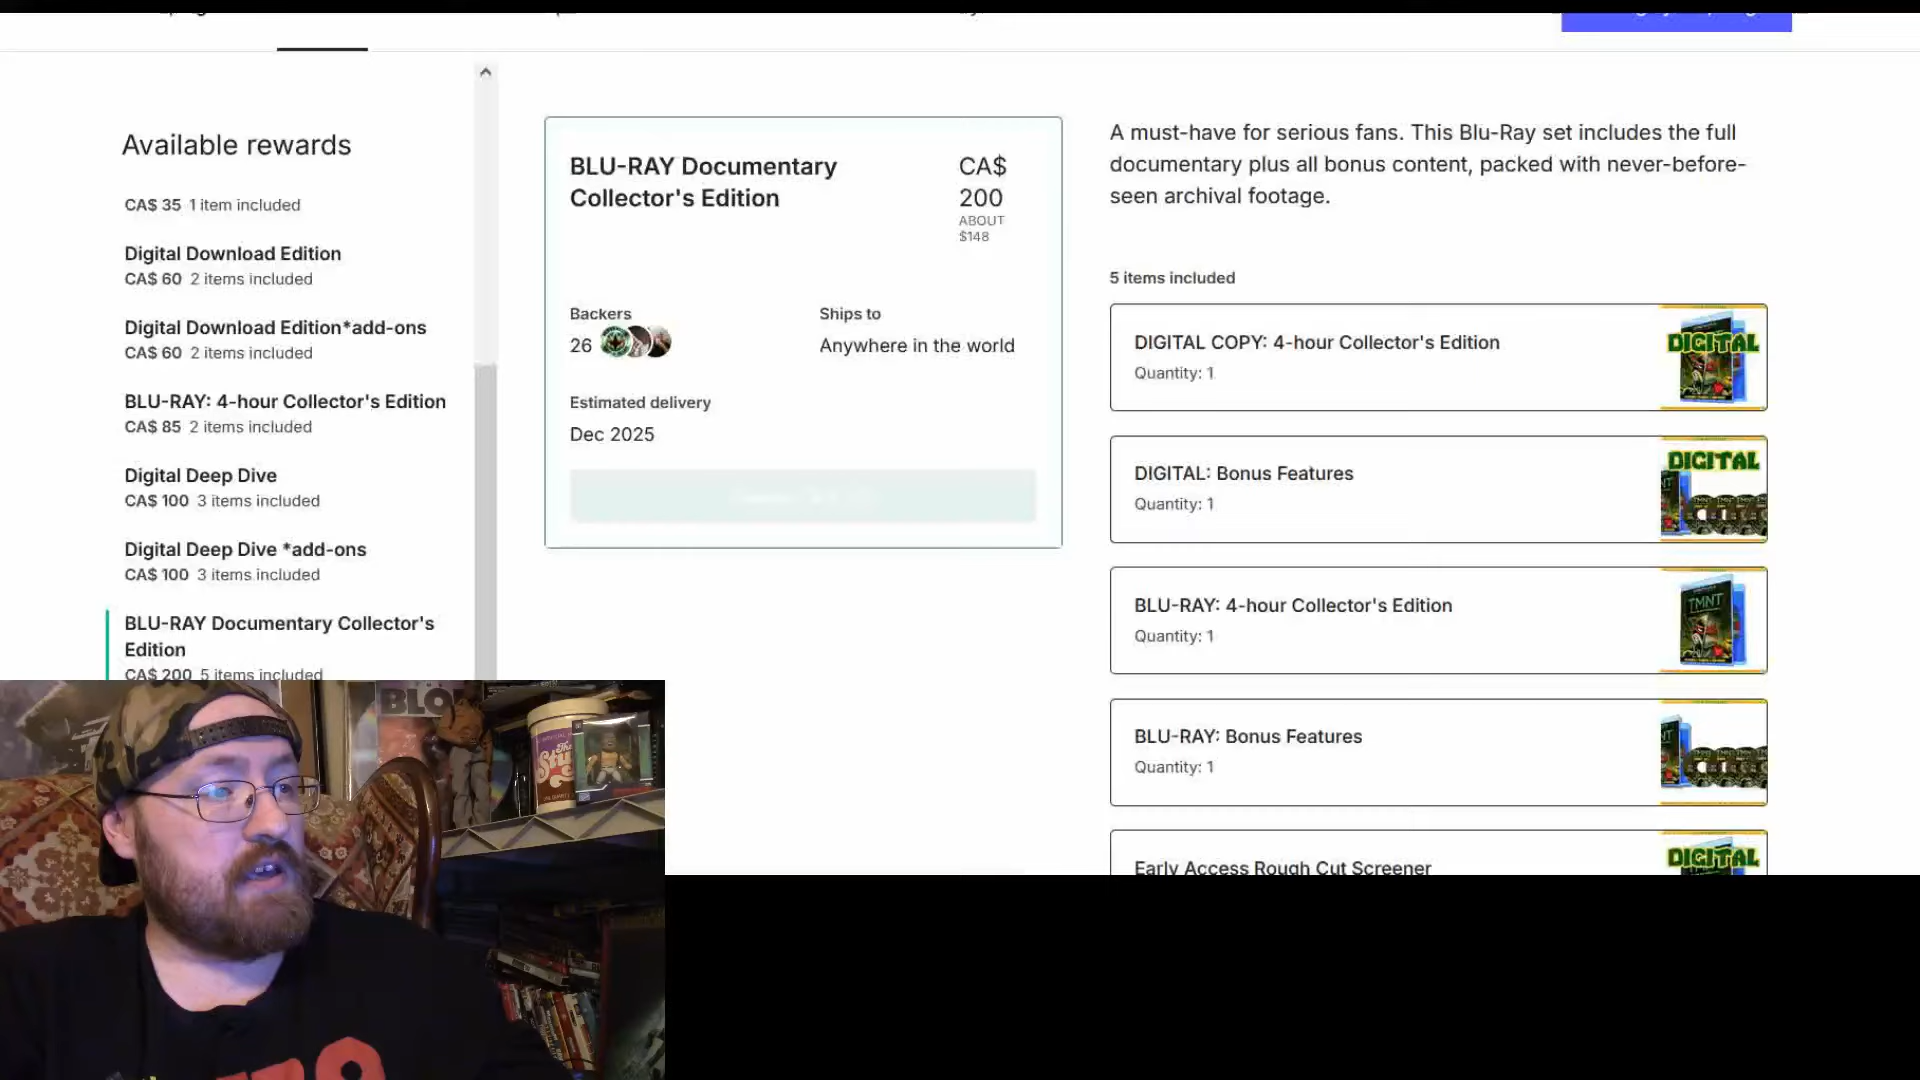 Available rewards
CA$ 35 1 item included
Digital Download Edition
CA$ 60 2 items included
Digital Download Edition*add-ons
CA$ 60 2 items included
BLU-RAY: 4-hour Collector's Edition
CA$ 85 2 items included
Digital Deep Dive
CA$ 100 3 items included
Digital Deep Dive *add-ons
CA$ 100 3 items included
BLU-RAY Documentary Collector's
Edition
CA$ 200 5 items included
BLU-RAY Documentary
Collector's Edition
CA$
200
ABOUT
$148
Backers
26
Ships to
Anywhere in the world
Estimated delivery
Dec 2025
A must-have for serious fans. This Blu-Ray set includes the full
documentary plus all bonus content, packed with never-before-
seen archival footage.
5 items included
DIGITAL COPY: 4-hour Collector's Edition
Quantity: 1
DIGITAL
DIGITAL: Bonus Features
Quantity: 1
DIGITAL
BLU-RAY: 4-hour Collector's Edition
Quantity: 1
TMNT
BLU-RAY: Bonus Features
Quantity: 1
Early Access Rough Cut Screener
DIGITAL
BLO
The
Stu